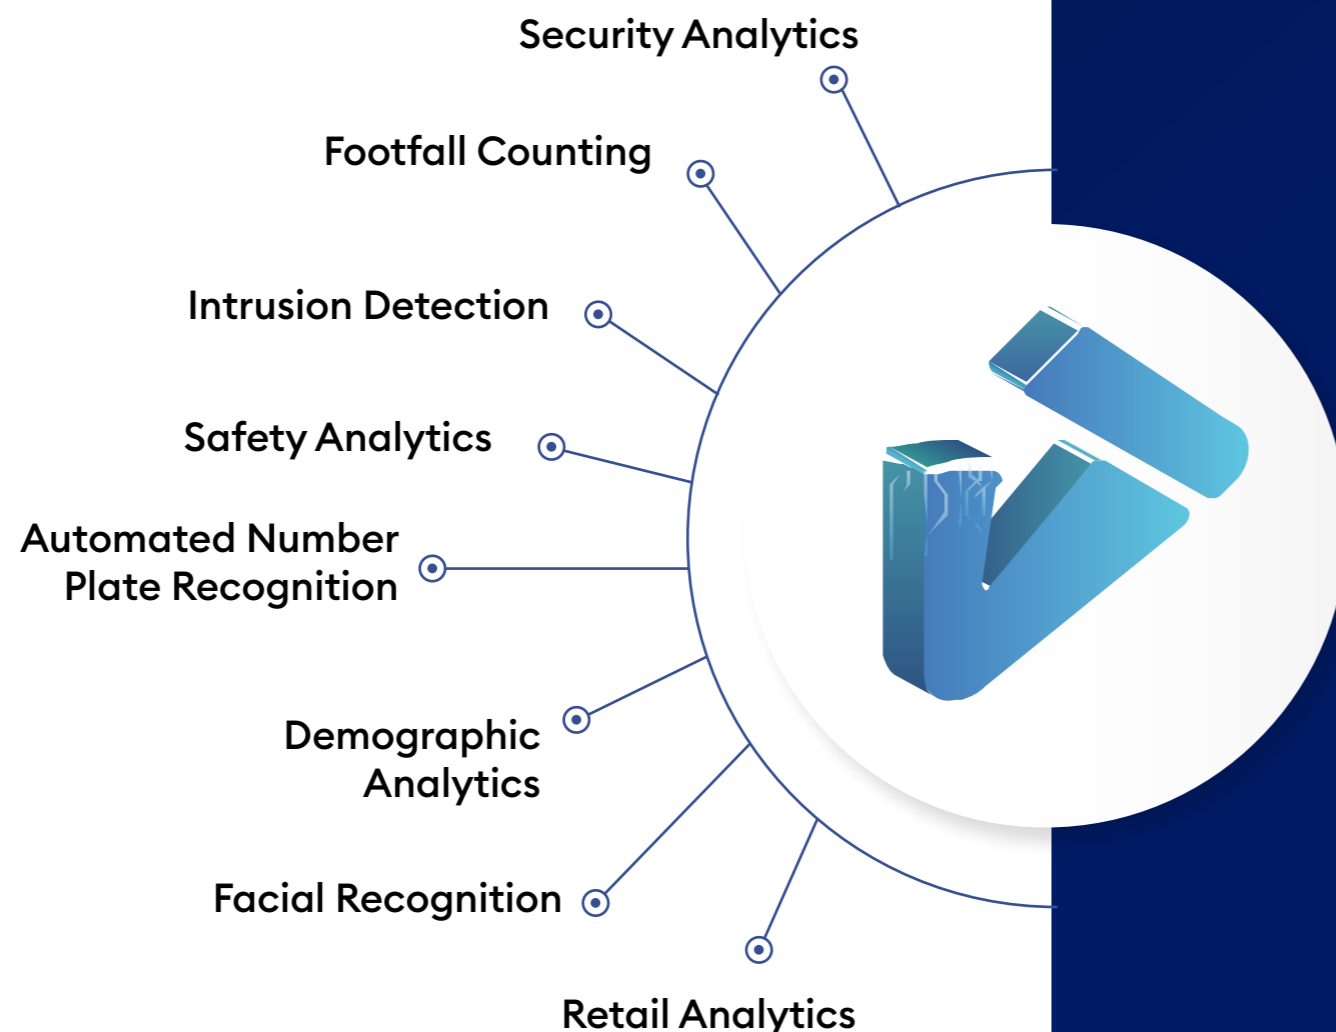 Security Analytics
Footfall Counting
Intrusion Detection
Safety Analytics
Automated Number
Plate Recognition
Demographic
Analytics
Facial Recognition
Retail Analytics